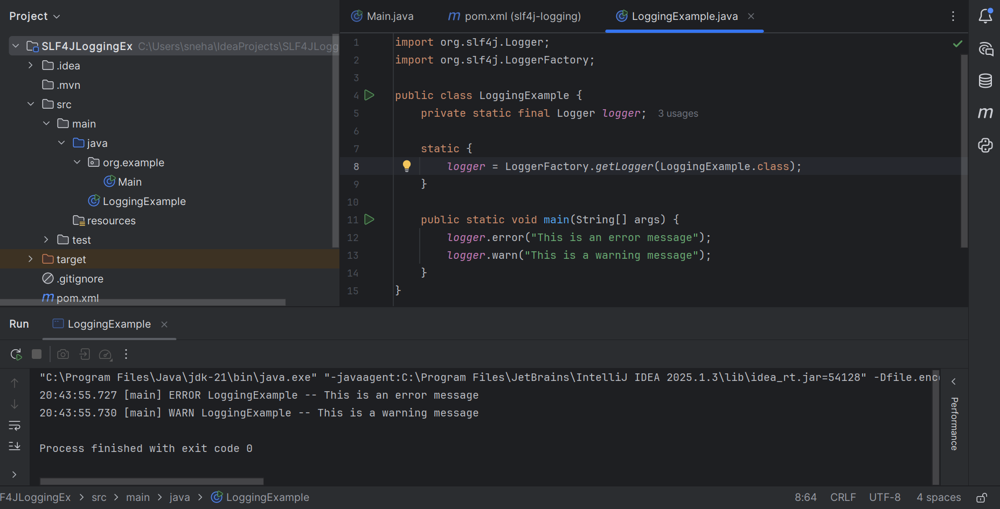 Project
SLF4JLoggingEx C:\Users\sneha\IdeaProjects\SLF4JLogg
.idea
.mvn
src
main
java
org.example
Main
LoggingExample
resources
test
target
.gitignore
pom.xml
Main.java
pom.xml (slf4j-logging)
LoggingExample.java
1 import org.slf4j.Logger;
2 import org.slf4j.LoggerFactory;
3
4 public class LoggingExample {
5 private static final Logger logger; 3 usages
6
7 static {
8 logger = LoggerFactory.getLogger(LoggingExample.class);
9 }
10
11 public static void main(String[] args) {
12 logger.error("This is an error message");
13 logger.warn("This is a warning message");
14 }
15 }
Run LoggingExample
"C:\Program Files\Java\jdk-21\bin\java.exe" "-javaagent:C:\Program Files\JetBrains\IntelliJ IDEA 2025.1.3\lib\idea_rt.jar=54128" -Dfile.enc
20:43:55.727 [main] ERROR LoggingExample -- This is an error message
20:43:55.730 [main] WARN LoggingExample -- This is a warning message
Process finished with exit code 0
Performance
F4JLoggingEx > src > main > java > LoggingExample
8:64 CRLF UTF-8 4 spaces